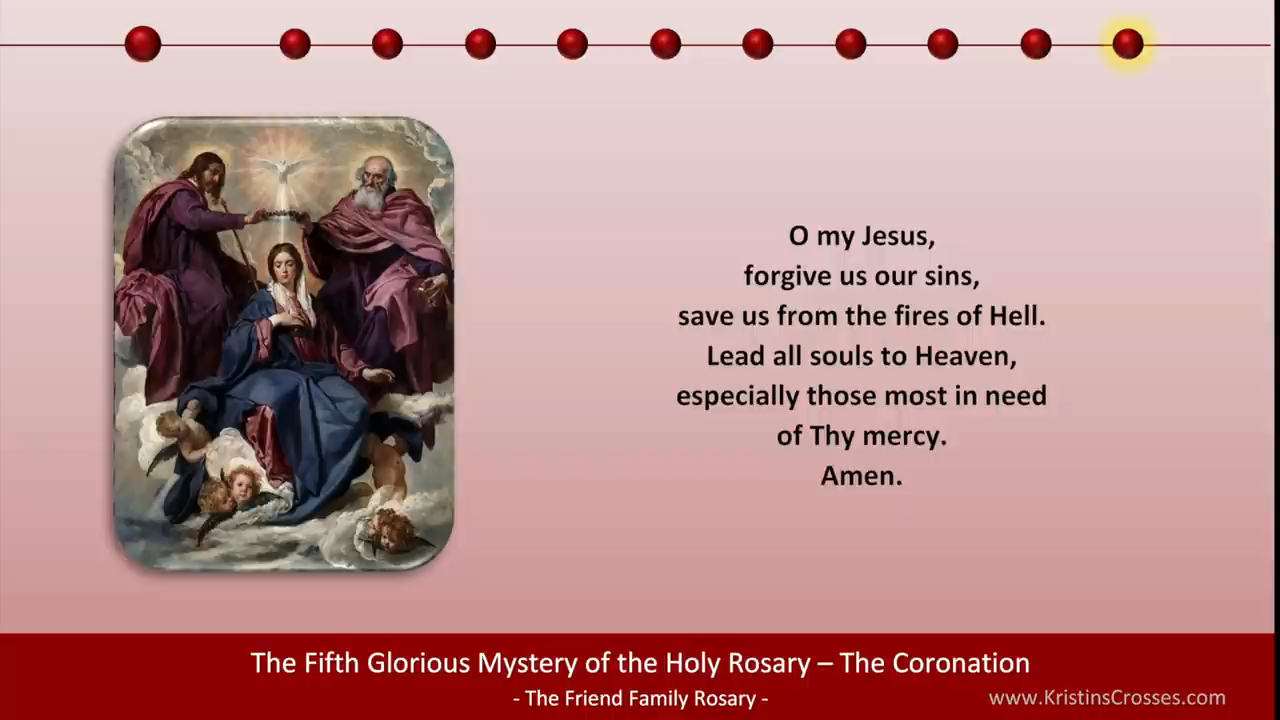 O my Jesus,
forgive us our sins,
save us from the fires of Hell.
Lead all souls to Heaven,
especially those most in need
of Thy mercy.
Amen.
The Fifth Glorious Mystery of the Holy Rosary – The Coronation
- The Friend Family Rosary -
www.KristinsCrosses.com